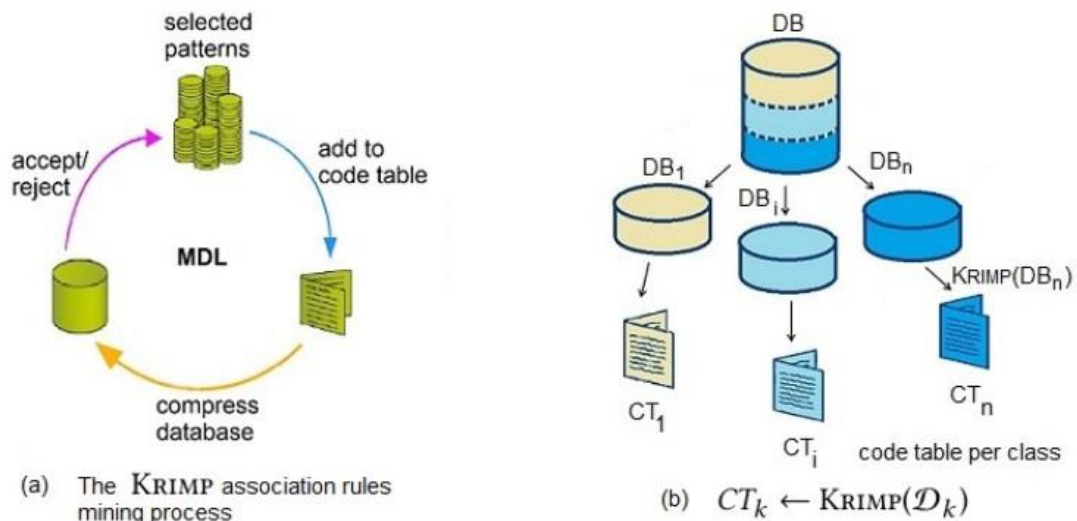 selected
patterns
accept/
reject
add to
code table
MDL
compress
database
(a) The KRIMP association rules
mining process
DB
DB₁
DBᵢ
DBₙ
KRIMP(DBₙ)
CT₁
CTᵢ
CTₙ
code table per class
(b) CTₖ ← KRIMP(𝒟ₖ)